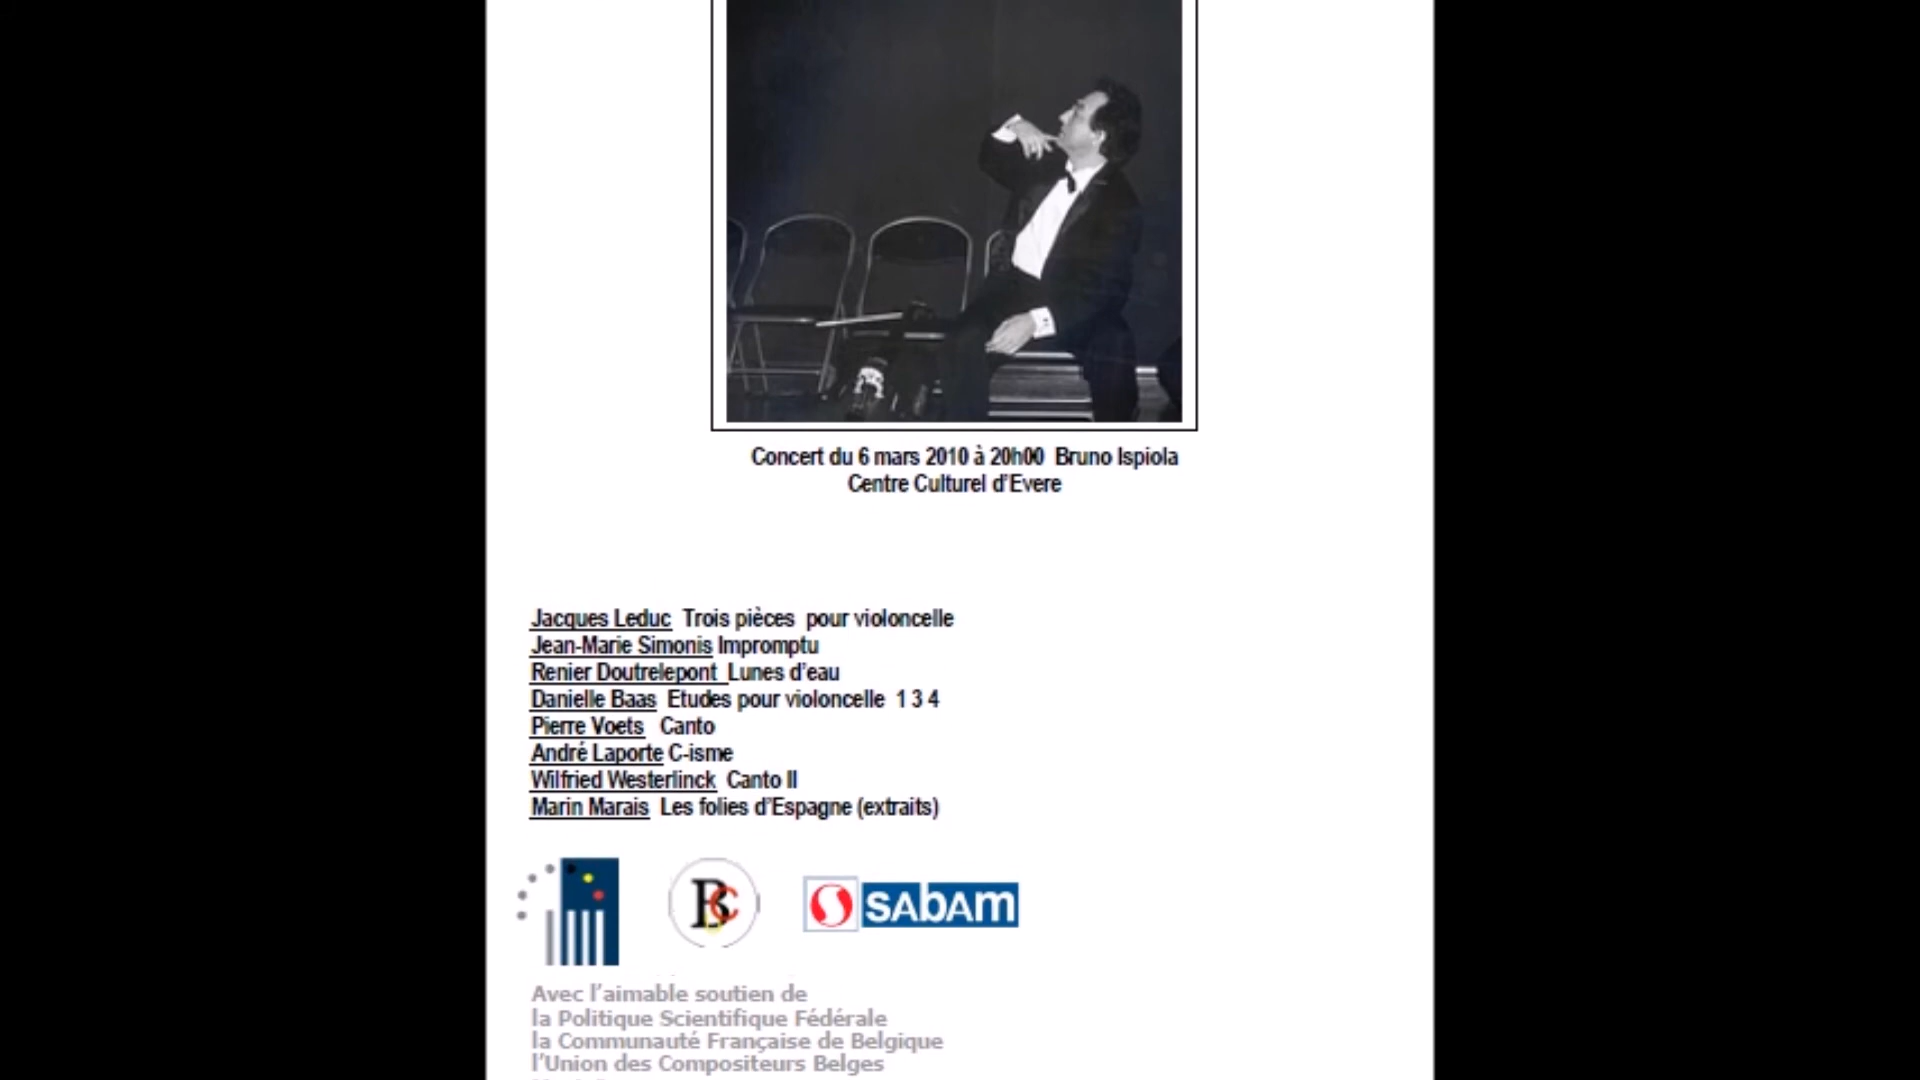 Concert du 6 mars 2010 à 20h00 Bruno Ispiola
Centre Culturel d'Evere
Jacques Leduc Trois pièces pour violoncelle
Jean-Marie Simonis Impromptu
Renier Doutrelepont Lunes d'eau
Danielle Baas Etudes pour violoncelle 1 3 4
Pierre Voets Canto
André Laporte C-isme
Wilfried Westerlinck Canto II
Marin Marais Les folies d'Espagne (extraits)
BC
sAbAm
Avec l'aimable soutien de
la Politique Scientifique Fédérale
la Communauté Française de Belgique
l'Union des Compositeurs Belges